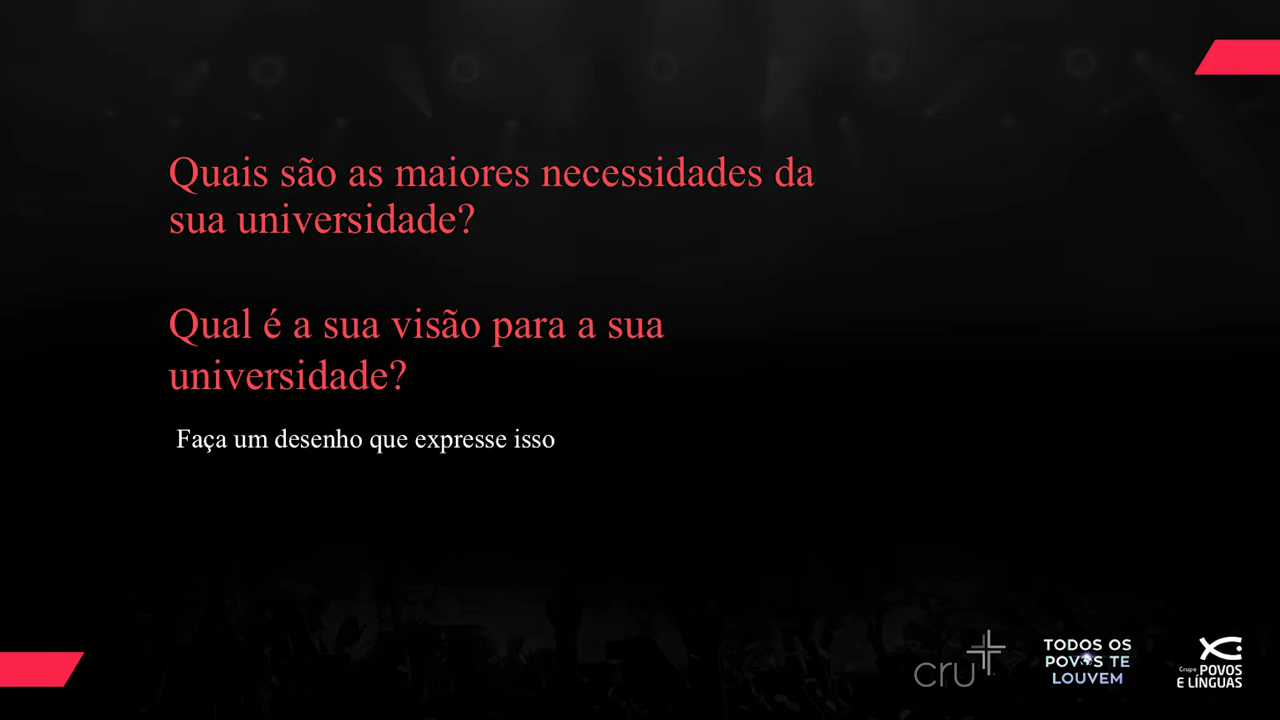 Quais são as maiores necessidades da
sua universidade?
Qual é a sua visão para a sua
universidade?
Faça um desenho que expresse isso
cru
TODOS OS
POVOS TE
LOUVEM
Grupo POVOS
E LÍNGUAS